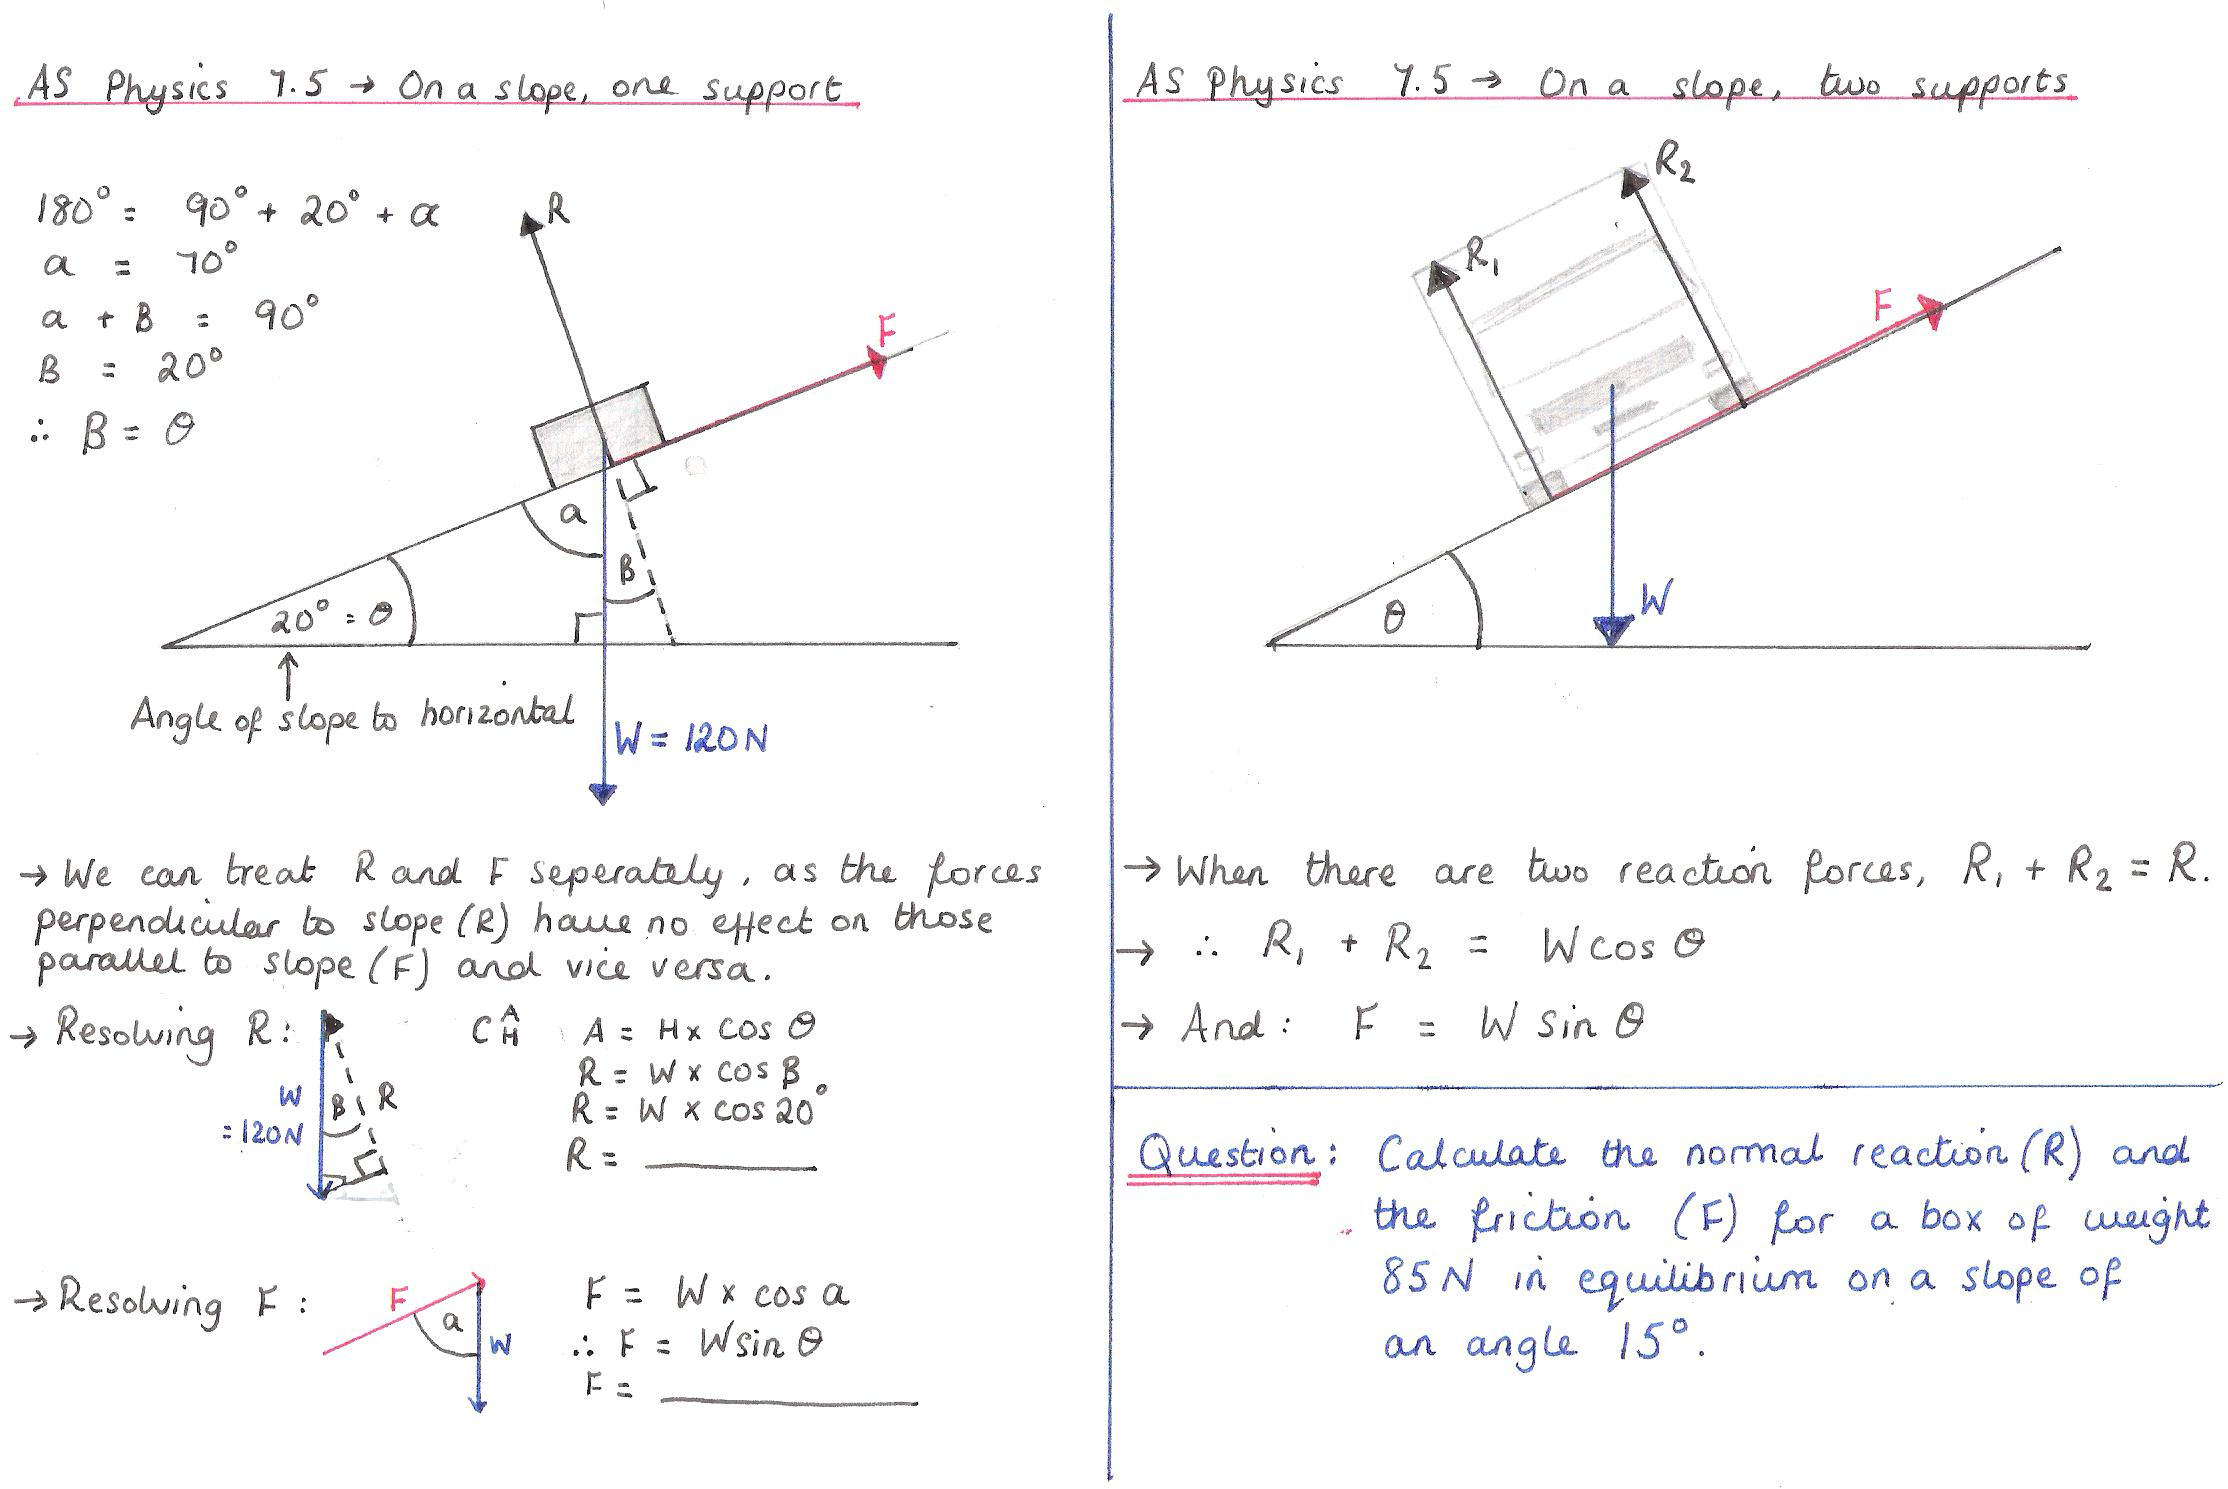 AS Physics 7.5 → On a slope, one support
180° = 90° + 20° + a
a = 70°
a + B = 90°
B = 20°
∴ B = θ
R
F
a
B
20° = θ
Angle of slope to horizontal
W = 120N
→ We can treat R and F seperately, as the forces
perpendicular to slope (R) have no effect on those
parallel to slope (F) and vice versa.
→ Resolving R:
W
= 120N
B
R
C A H
A = H x cos θ
R = W x cos B
R = W x cos 20°
R =
→ Resolving F:
F
a
W
F = W x cos a
∴ F = W sin θ
F =
AS Physics 7.5 → On a slope, two supports
R₁
R₂
F
θ
W
→ When there are two reaction forces, R₁ + R₂ = R.
→ ∴ R₁ + R₂ = W cos θ
→ And: F = W sin θ
Question: Calculate the normal reaction (R) and
the friction (F) for a box of weight
85N in equilibrium on a slope of
an angle 15°.